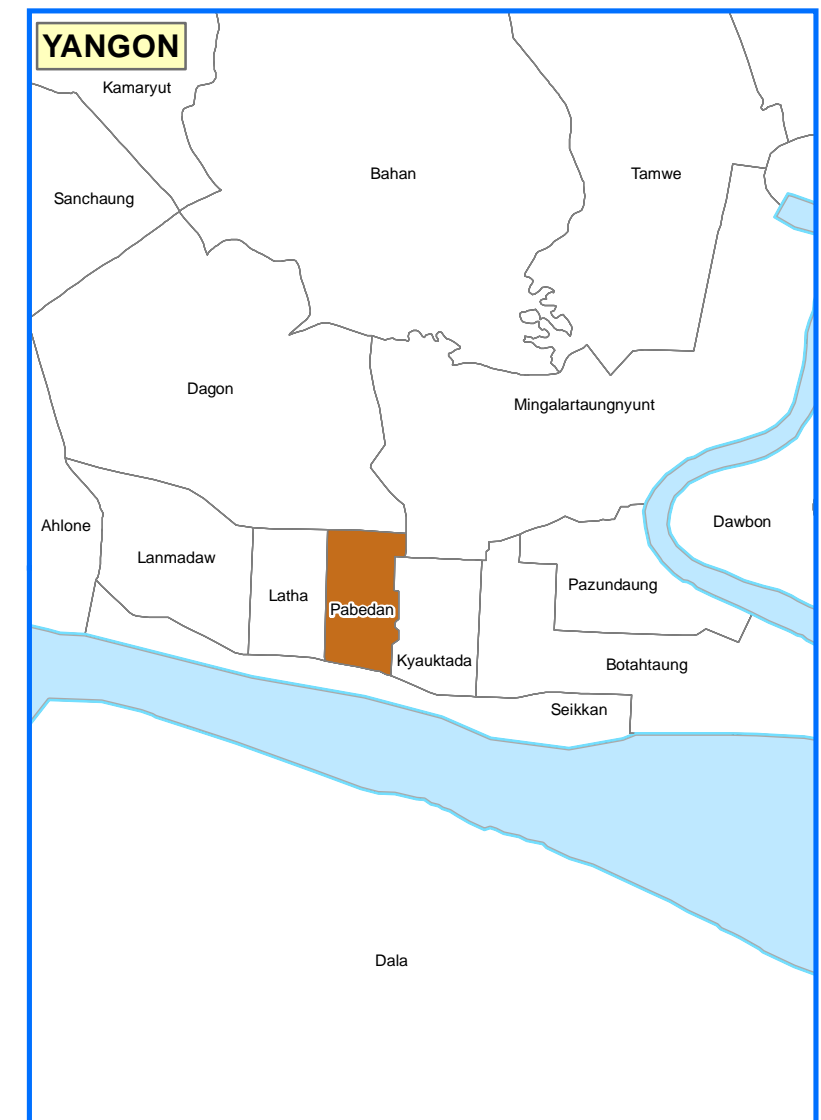 YANGON
Kamaryut
Bahan
Tamwe
Sanchaung
Dagon
Mingalartaungnyunt
Ahlone
Dawbon
Lanmadaw
Pazundaung
Latha
Pabedan
Kyauktada
Botahtaung
Seikkan
Dala